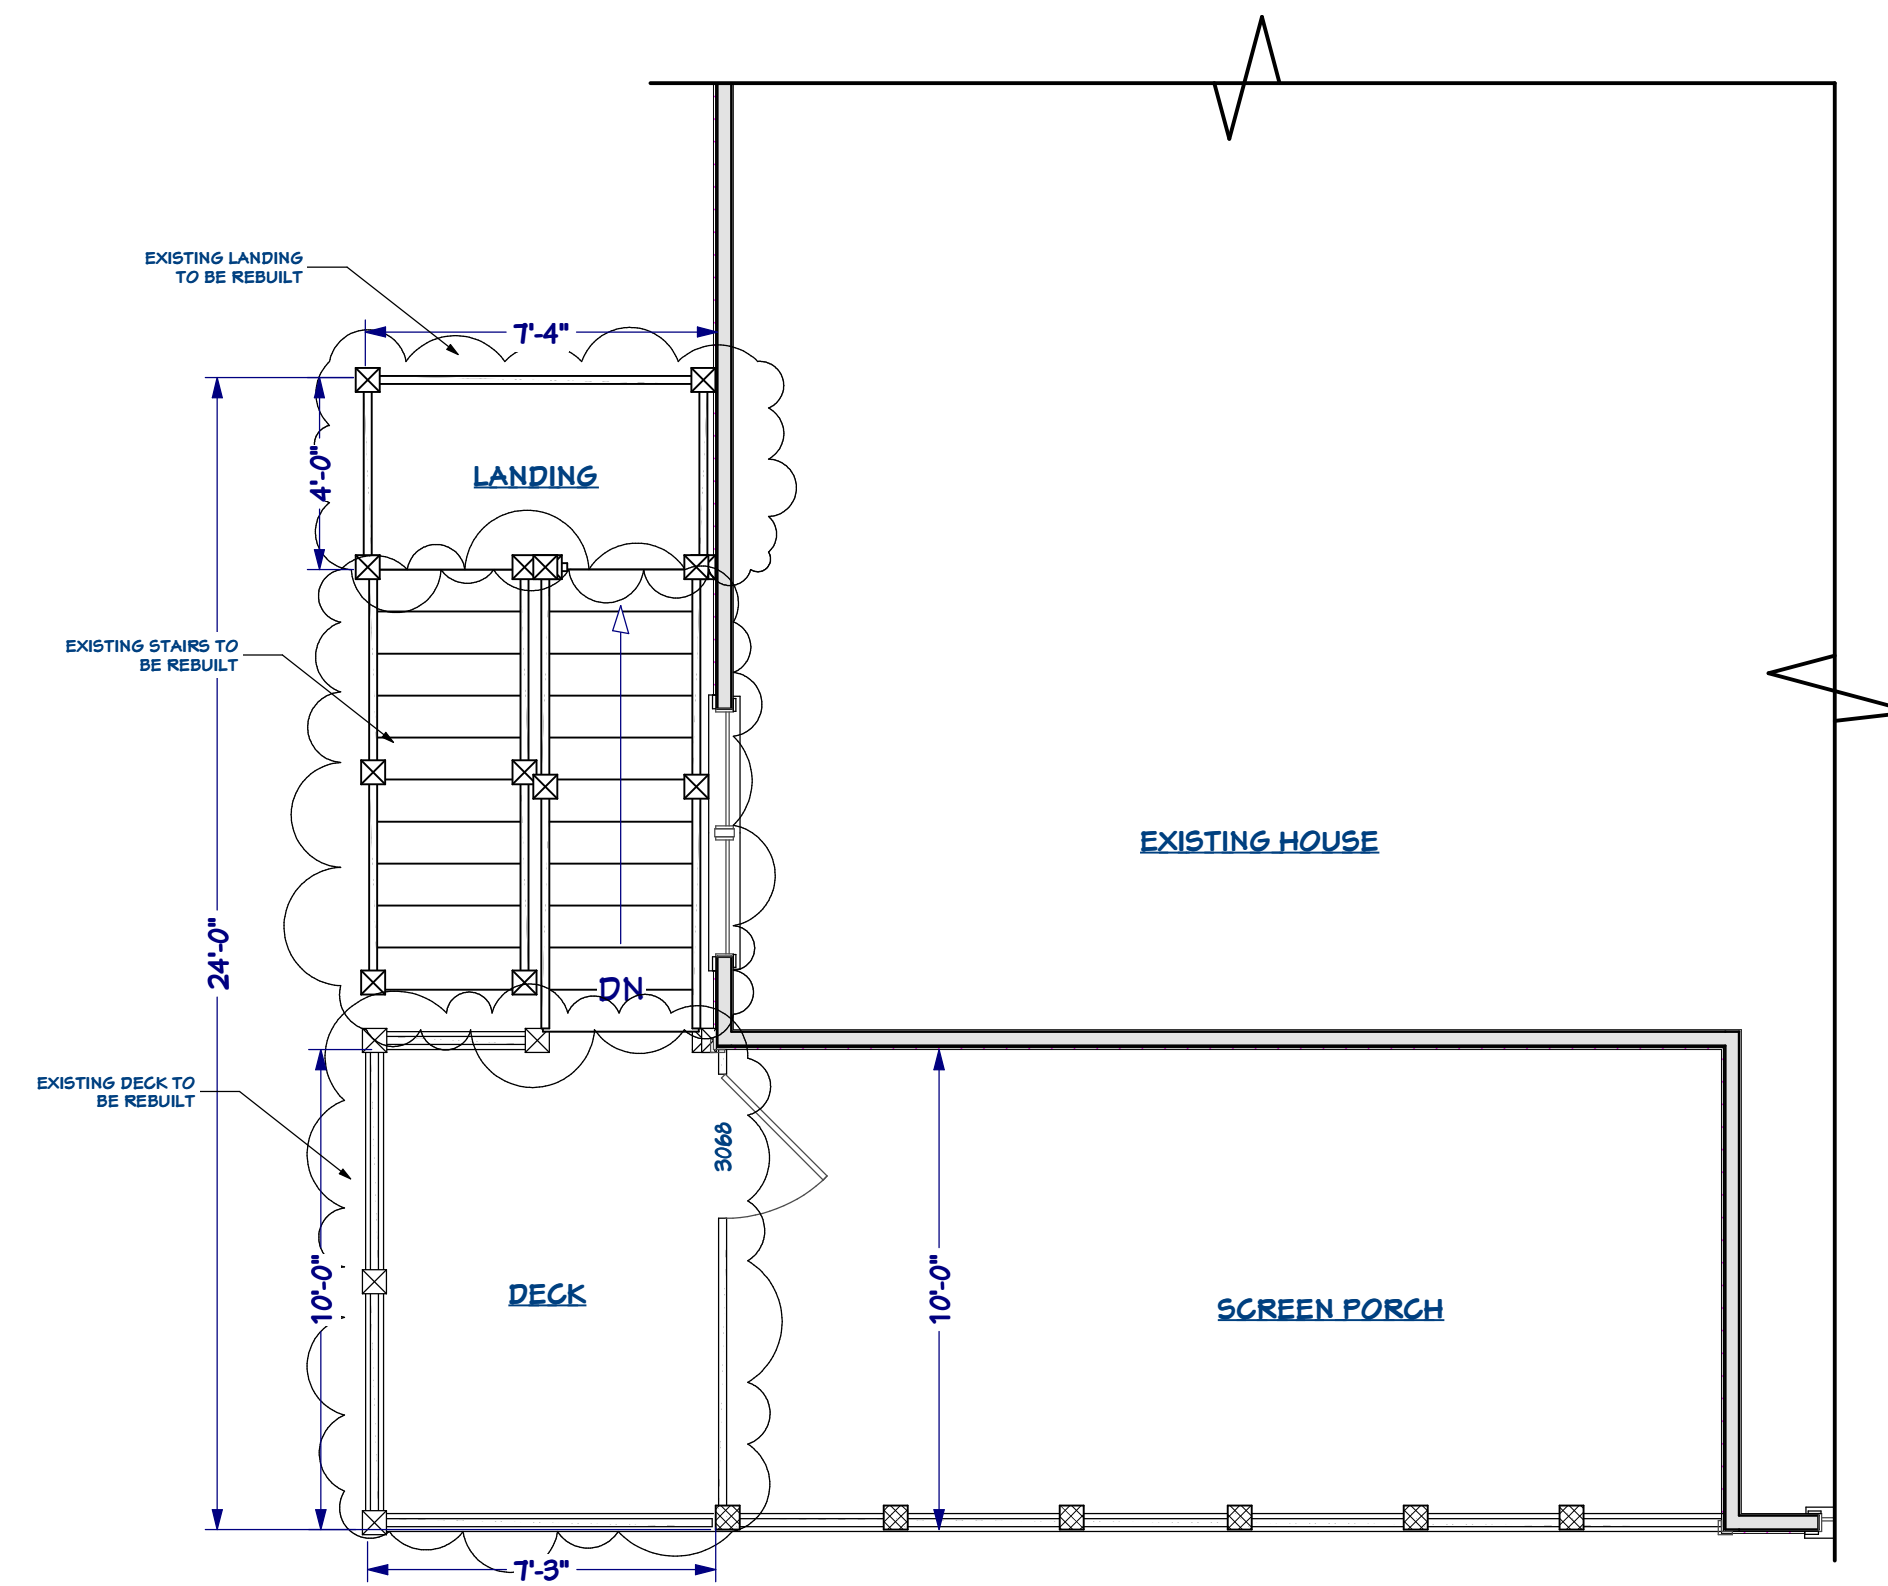 EXISTING LANDING
TO BE REBUILT
7'-4"
4'-0"
LANDING
EXISTING STAIRS TO
BE REBUILT
EXISTING HOUSE
24'-0"
DN
EXISTING DECK TO
BE REBUILT
3068
10'-0"
DECK
10'-0"
SCREEN PORCH
7'-3"